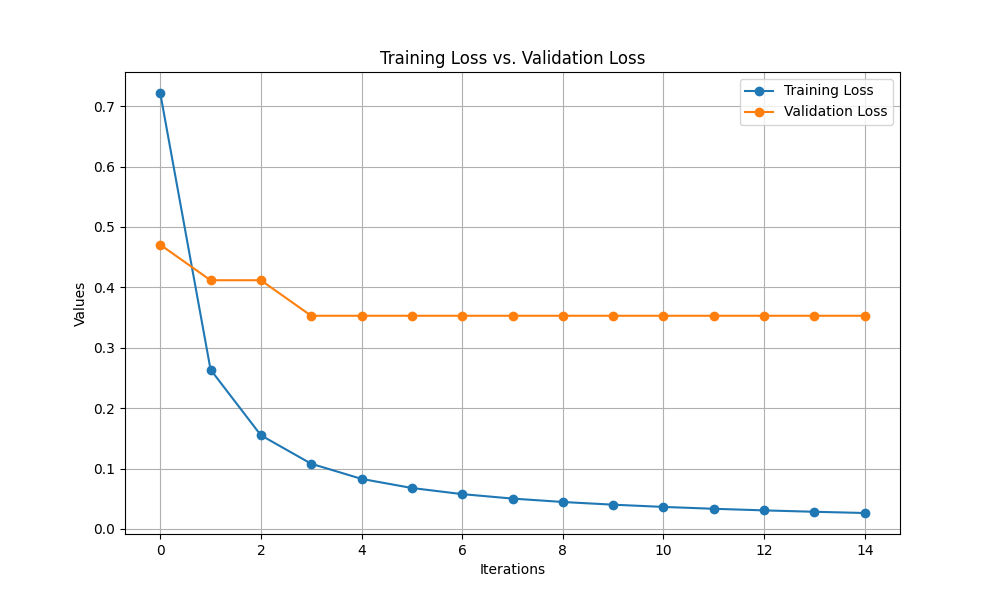 Training Loss vs. Validation Loss
Training Loss
Validation Loss
Values
0.7
0.6
0.5
0.4
0.3
0.2
0.1
0.0
0 2 4 6 8 10 12 14
Iterations